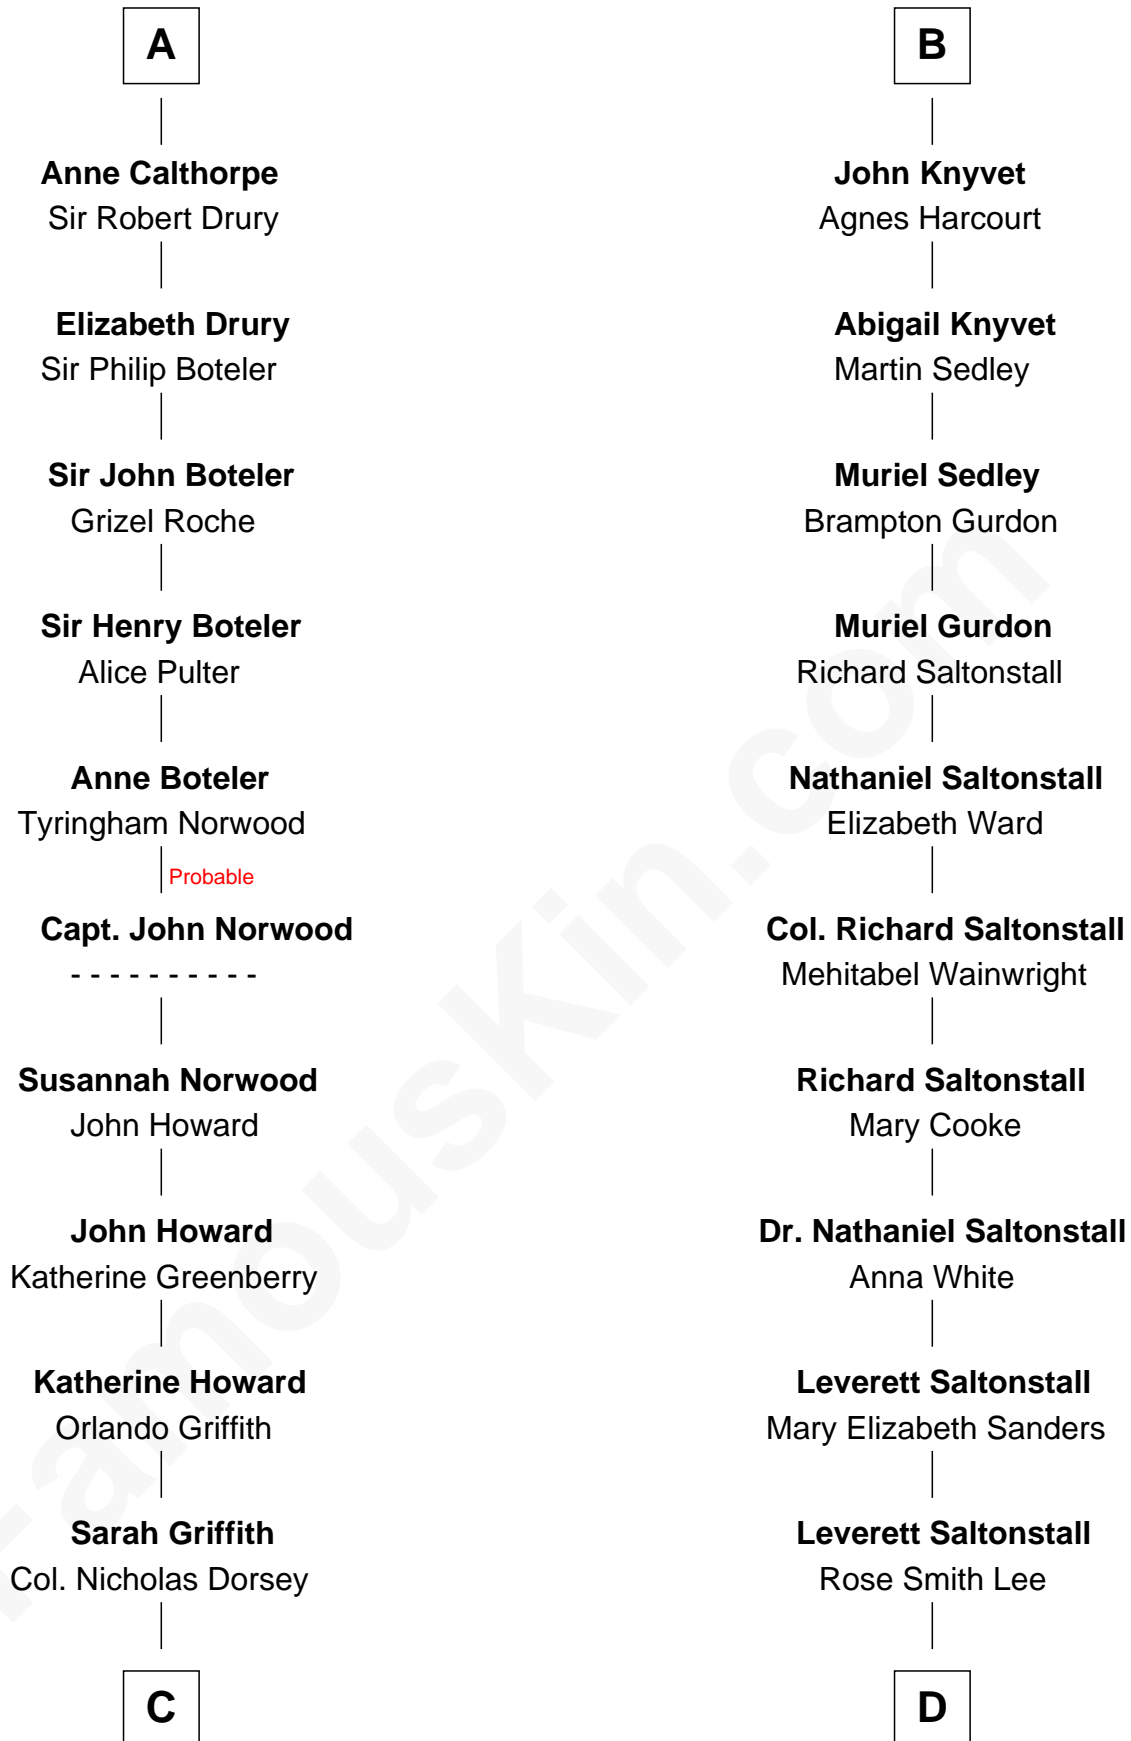 A
Anne Calthorpe
Sir Robert Drury
Elizabeth Drury
Sir Philip Boteler
Sir John Boteler
Grizel Roche
Sir Henry Boteler
Alice Pulter
Anne Boteler
Tyringham Norwood
Probable
Capt. John Norwood
- - - - - - - - - -
Susannah Norwood
John Howard
John Howard
Katherine Greenberry
Katherine Howard
Orlando Griffith
Sarah Griffith
Col. Nicholas Dorsey
C
B
John Knyvet
Agnes Harcourt
Abigail Knyvet
Martin Sedley
Muriel Sedley
Brampton Gurdon
Muriel Gurdon
Richard Saltonstall
Nathaniel Saltonstall
Elizabeth Ward
Col. Richard Saltonstall
Mehitabel Wainwright
Richard Saltonstall
Mary Cooke
Dr. Nathaniel Saltonstall
Anna White
Leverett Saltonstall
Mary Elizabeth Sanders
Leverett Saltonstall
Rose Smith Lee
D
FamousKin.com